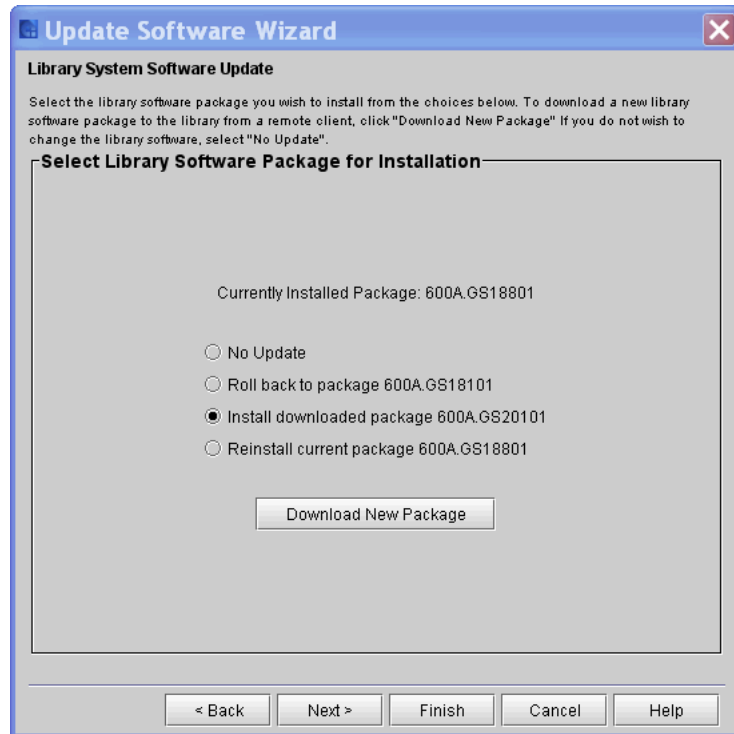 Update Software Wizard
Library System Software Update
Select the library software package you wish to install from the choices below. To download a new library
software package to the library from a remote client, click "Download New Package" If you do not wish to
change the library software, select "No Update".
Select Library Software Package for Installation
Currently Installed Package: 600A.GS18801
No Update
Roll back to package 600A.GS18101
Install downloaded package 600A.GS20101
Reinstall current package 600A.GS18801
Download New Package
< Back Next > Finish Cancel Help